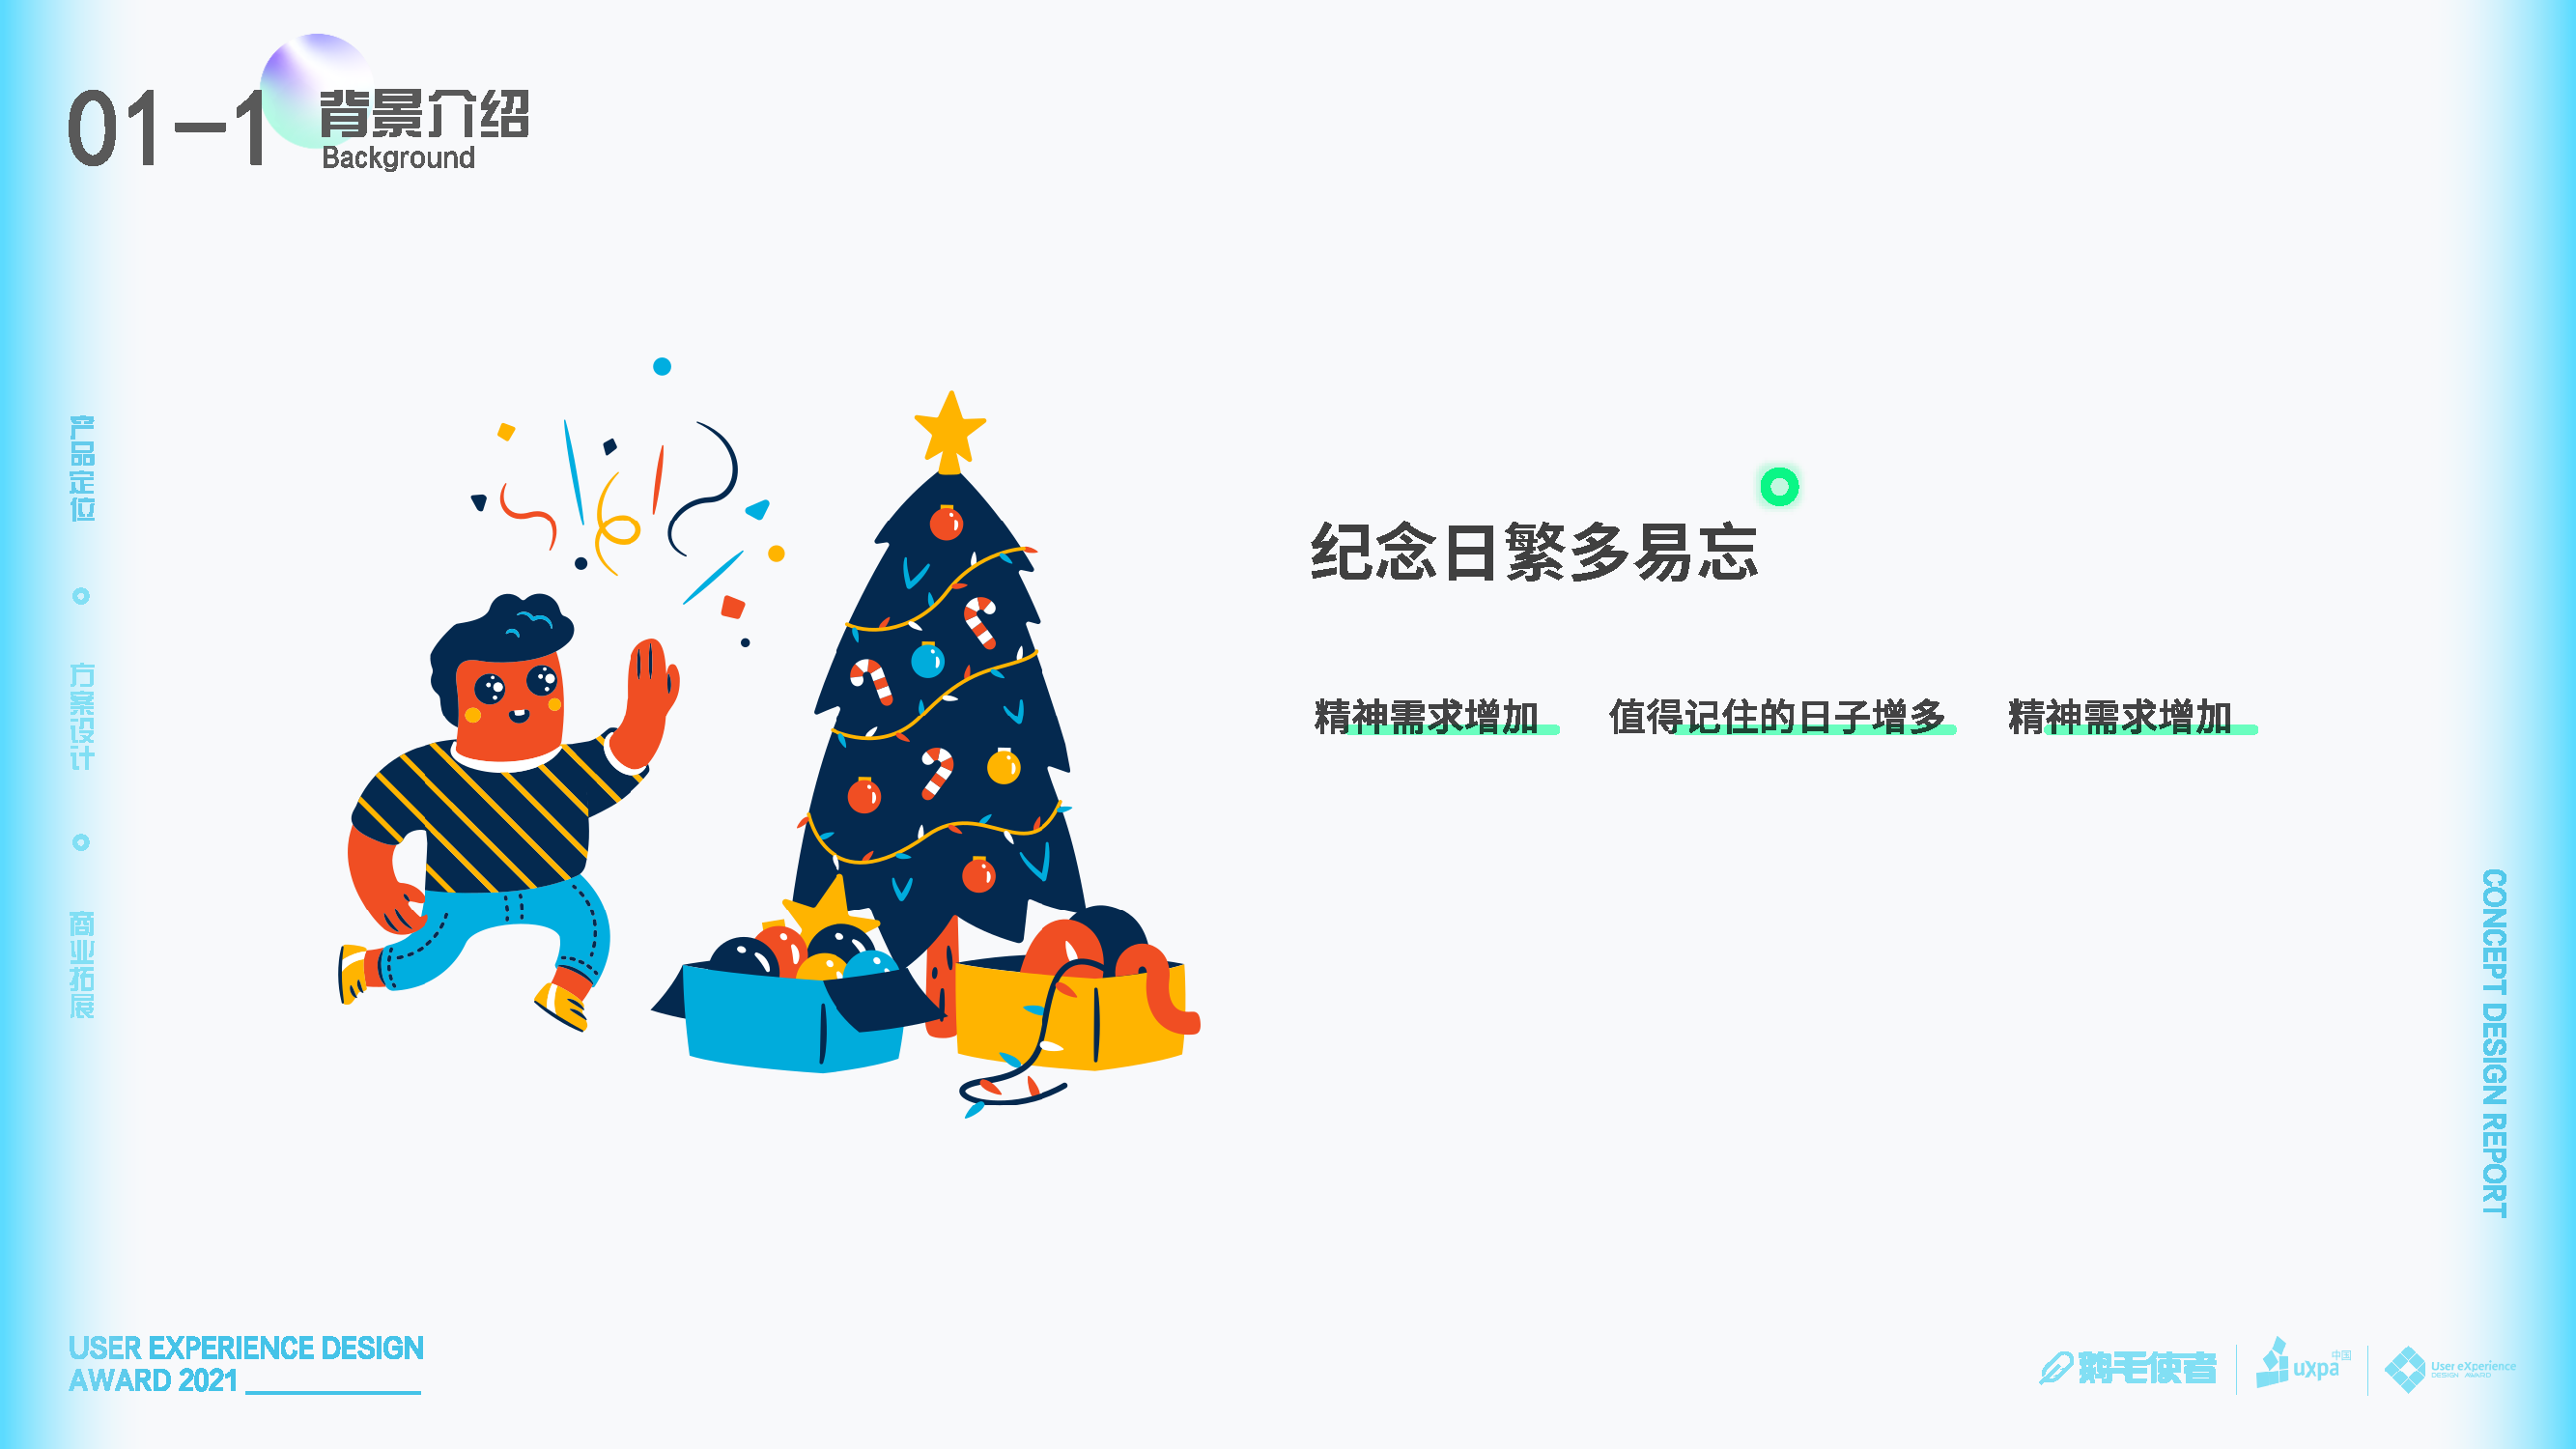 01-1
背景介绍
Background
产品定位
方案设计
商业拓展
纪念日繁多易忘
精神需求增加 值得记住的日子增多 精神需求增加
CONCEPT DESIGN REPORT
USER EXPERIENCE DESIGN
AWARD 2021
鹅毛使者
uxpa 中国
User eXperience
DESIGN AWARD